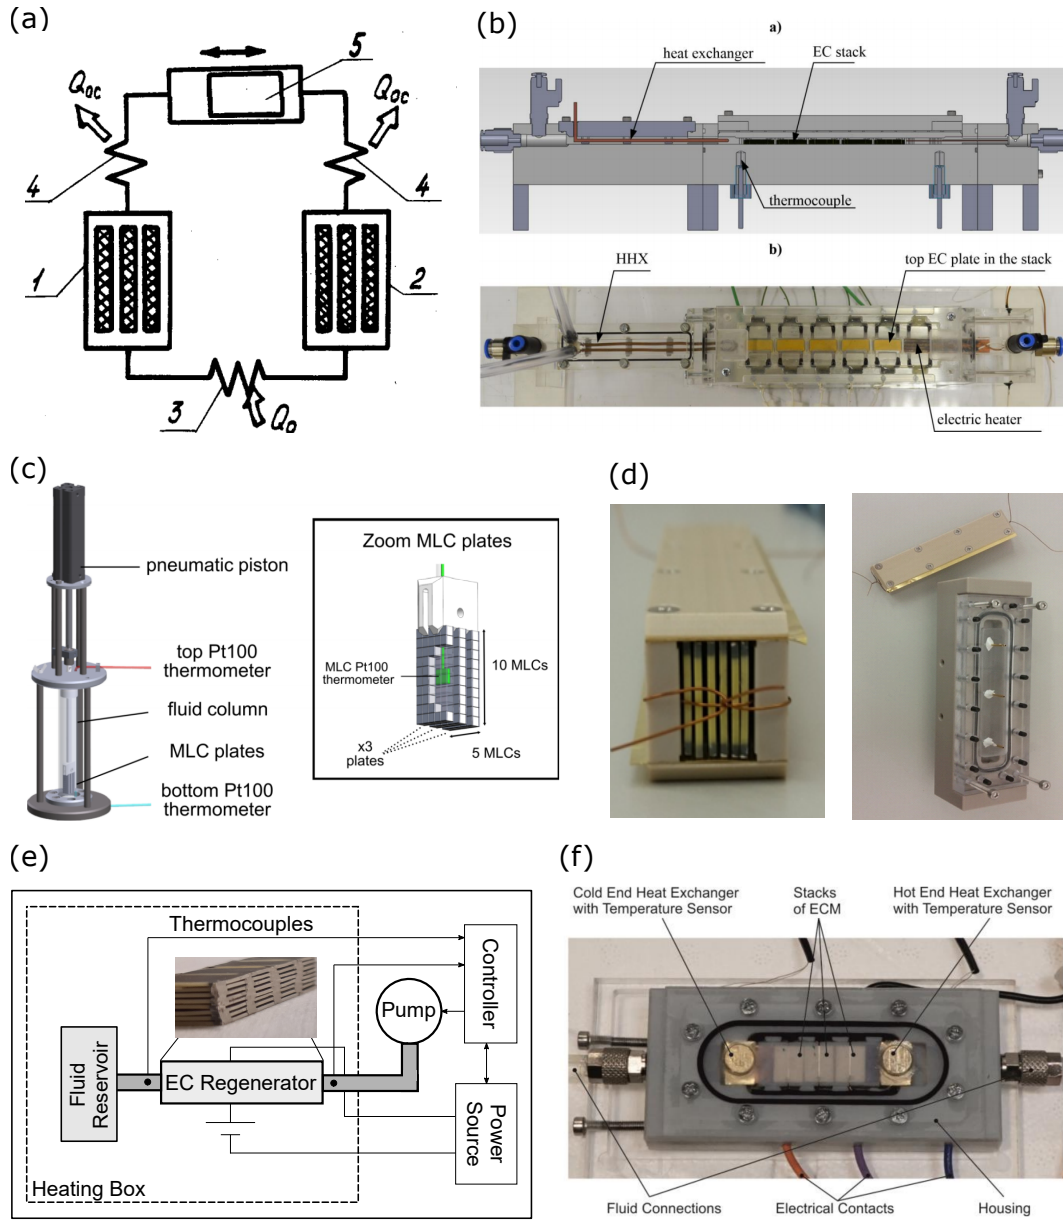 (a)
5
Qос
Qос
4
4
1
2
3
Qо
(b)
a)
heat exchanger
EC stack
thermocouple
b)
HHX
top EC plate in the stack
electric heater
(c)
pneumatic piston
top Pt100
thermometer
fluid column
MLC plates
bottom Pt100
thermometer
Zoom MLC plates
MLC Pt100
thermometer
10 MLCs
x3
plates
5 MLCs
(d)
(e)
Thermocouples
Controller
Pump
Fluid
Reservoir
EC Regenerator
Power
Source
Heating Box
(f)
Cold End Heat Exchanger
with Temperature Sensor
Stacks
of ECM
Hot End Heat Exchanger
with Temperature Sensor
Fluid Connections
Electrical Contacts
Housing